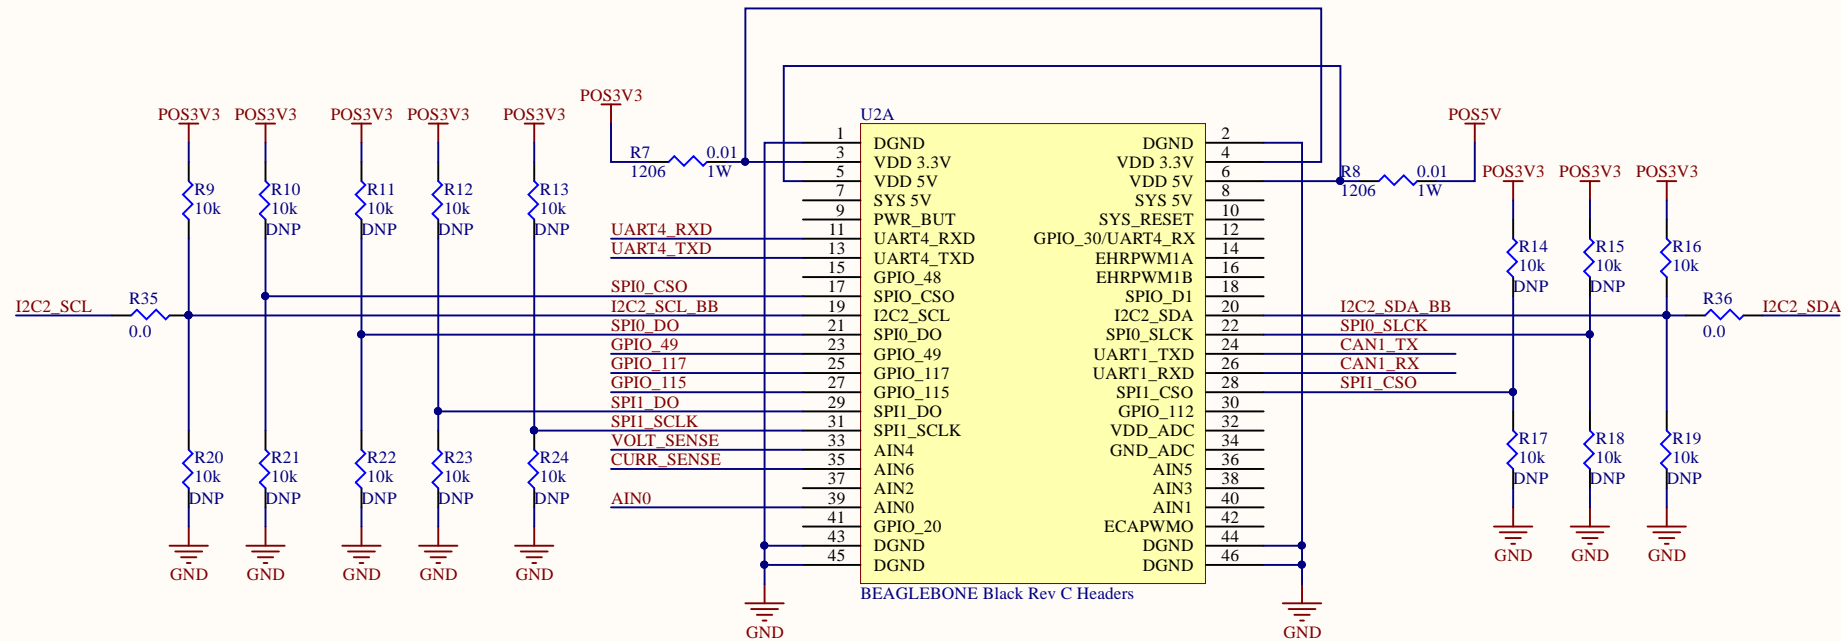 POS3V3
POS3V3
POS3V3
POS3V3
POS3V3
R9
10k
R10
10k
R11
10k
DNP
R12
10k
DNP
R13
10k
DNP
I2C2_SCL
R35
0.0
R20
10k
DNP
R21
10k
DNP
R22
10k
DNP
R23
10k
DNP
R24
10k
DNP
GND
GND
GND
GND
GND
POS3V3
R7
1206
0.01
1W
UART4_RXD
UART4_TXD
SPI0_CSO
I2C2_SCL_BB
SPI0_DO
GPIO_49
GPIO_117
GPIO_115
SPI1_DO
SPI1_SCLK
VOLT_SENSE
CURR_SENSE
AIN0
GND
U2A
1 DGND DGND 2
3 VDD 3.3V VDD 3.3V 4
5 VDD 5V VDD 5V 6
7 SYS 5V SYS 5V 8
9 PWR_BUT SYS_RESET 10
11 UART4_RXD GPIO_30/UART4_RX 12
13 UART4_TXD EHRPWM1A 14
15 GPIO_48 EHRPWM1B 16
17 SPIO_CSO SPIO_D1 18
19 I2C2_SCL I2C2_SDA 20
21 SPI0_DO SPI0_SLCK 22
23 GPIO_49 UART1_TXD 24
25 GPIO_117 UART1_RXD 26
27 GPIO_115 SPI1_CSO 28
29 SPI1_DO GPIO_112 30
31 SPI1_SCLK VDD_ADC 32
33 AIN4 GND_ADC 34
35 AIN6 AIN5 36
37 AIN2 AIN3 38
39 AIN0 AIN1 40
41 GPIO_20 ECAPWMO 42
43 DGND DGND 44
45 DGND DGND 46
BEAGLEBONE Black Rev C Headers
GND
POS5V
R8
1206
0.01
1W
I2C2_SDA_BB
SPI0_SLCK
CAN1_TX
CAN1_RX
SPI1_CSO
POS3V3
POS3V3
POS3V3
R14
10k
DNP
R15
10k
DNP
R16
10k
R36
0.0
I2C2_SDA
R17
10k
DNP
R18
10k
DNP
R19
10k
DNP
GND
GND
GND